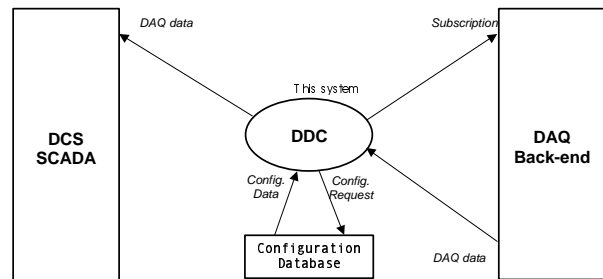 DAQ data
Subscription
This system
DCS
SCADA
DDC
DAQ
Back-end
Config.
Data
Config.
Request
Configuration
Database
DAQ data